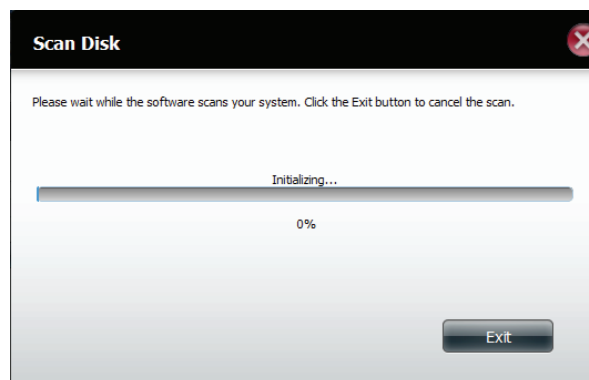 Scan Disk
Please wait while the software scans your system. Click the Exit button to cancel the scan.
Initializing...
0%
Exit